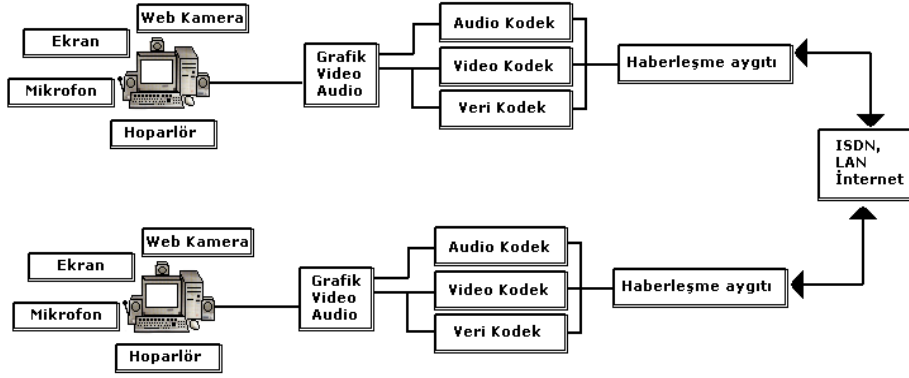 Web Kamera
Ekran
Mikrofon
Hoparlör
Grafik
Video
Audio
Audio Kodek
Video Kodek
Veri Kodek
Haberleşme aygıtı
ISDN,
LAN
İnternet
Web Kamera
Ekran
Mikrofon
Hoparlör
Grafik
Video
Audio
Audio Kodek
Video Kodek
Veri Kodek
Haberleşme aygıtı